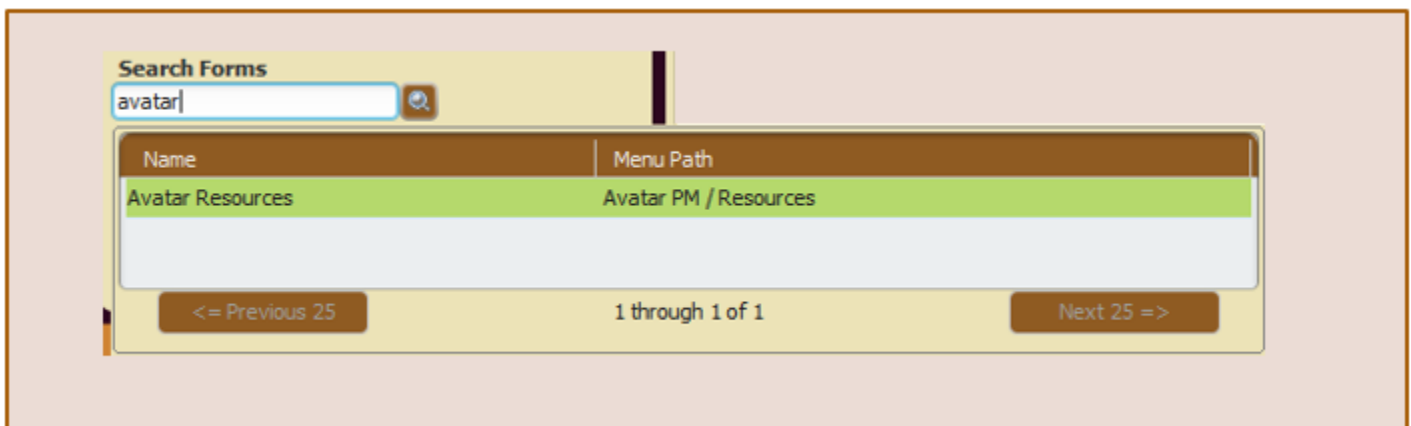 Search Forms
avatar
Name Menu Path
Avatar Resources Avatar PM / Resources
<= Previous 25 1 through 1 of 1 Next 25 =>